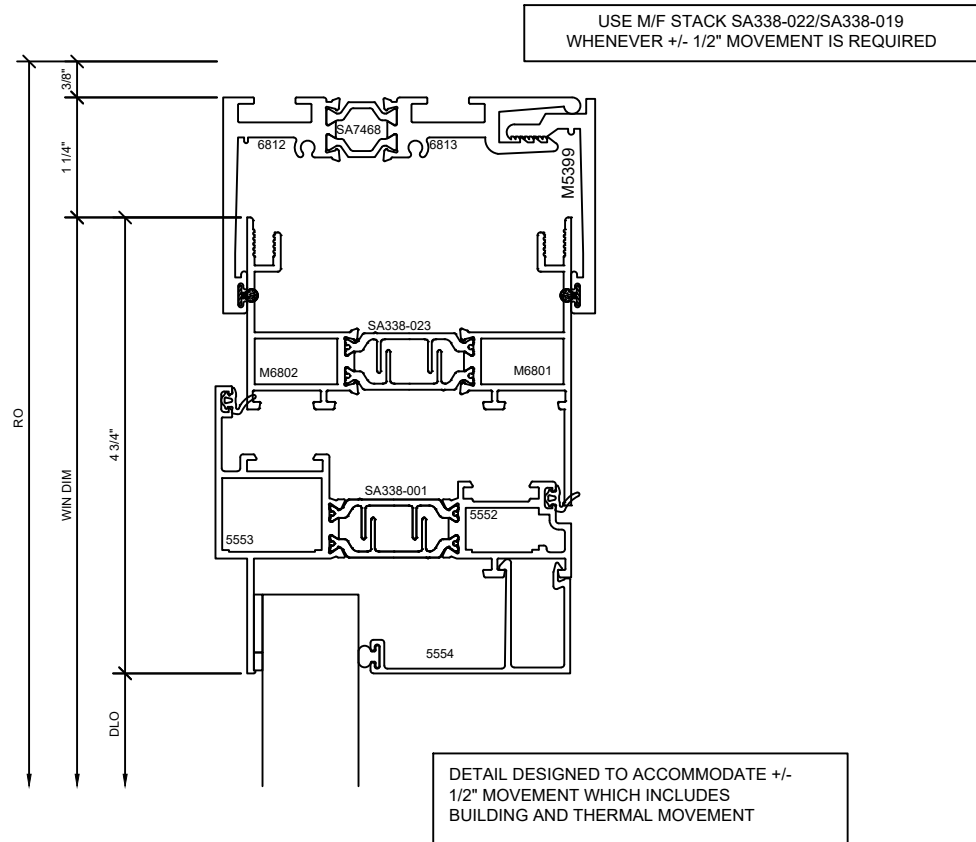 USE M/F STACK SA338-022/SA338-019
WHENEVER +/- 1/2" MOVEMENT IS REQUIRED
3/8"
1 1/4"
RO
WIN DIM
4 3/4"
DLO
SA7468
6812
6813
M5399
SA338-023
M6802
M6801
SA338-001
5553
5552
5554
DETAIL DESIGNED TO ACCOMMODATE +/-
1/2" MOVEMENT WHICH INCLUDES
BUILDING AND THERMAL MOVEMENT